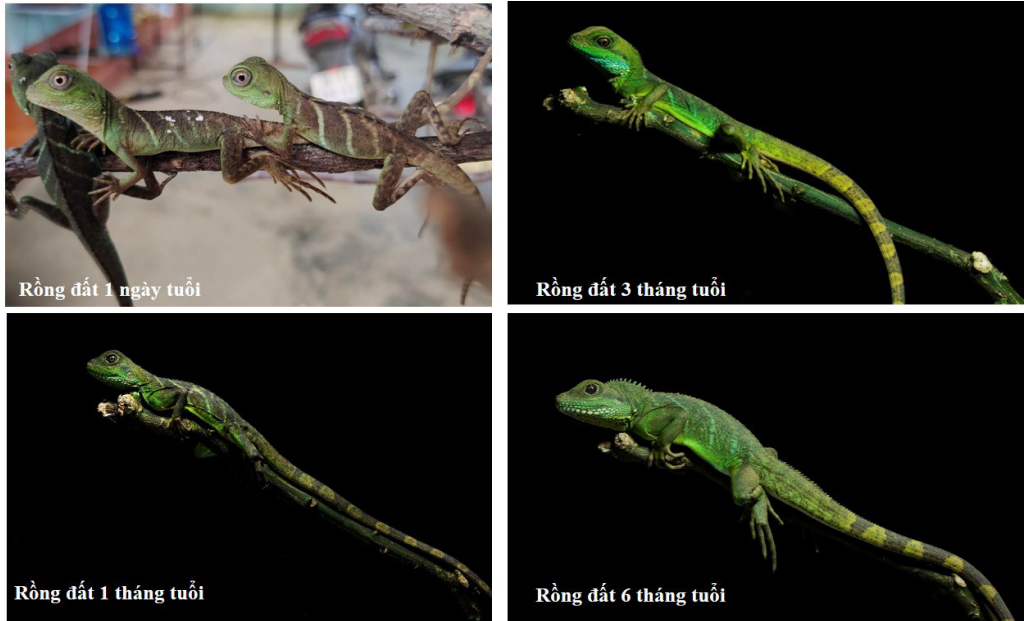 Rồng đất 1 ngày tuổi
Rồng đất 3 tháng tuổi
Rồng đất 1 tháng tuổi
Rồng đất 6 tháng tuổi